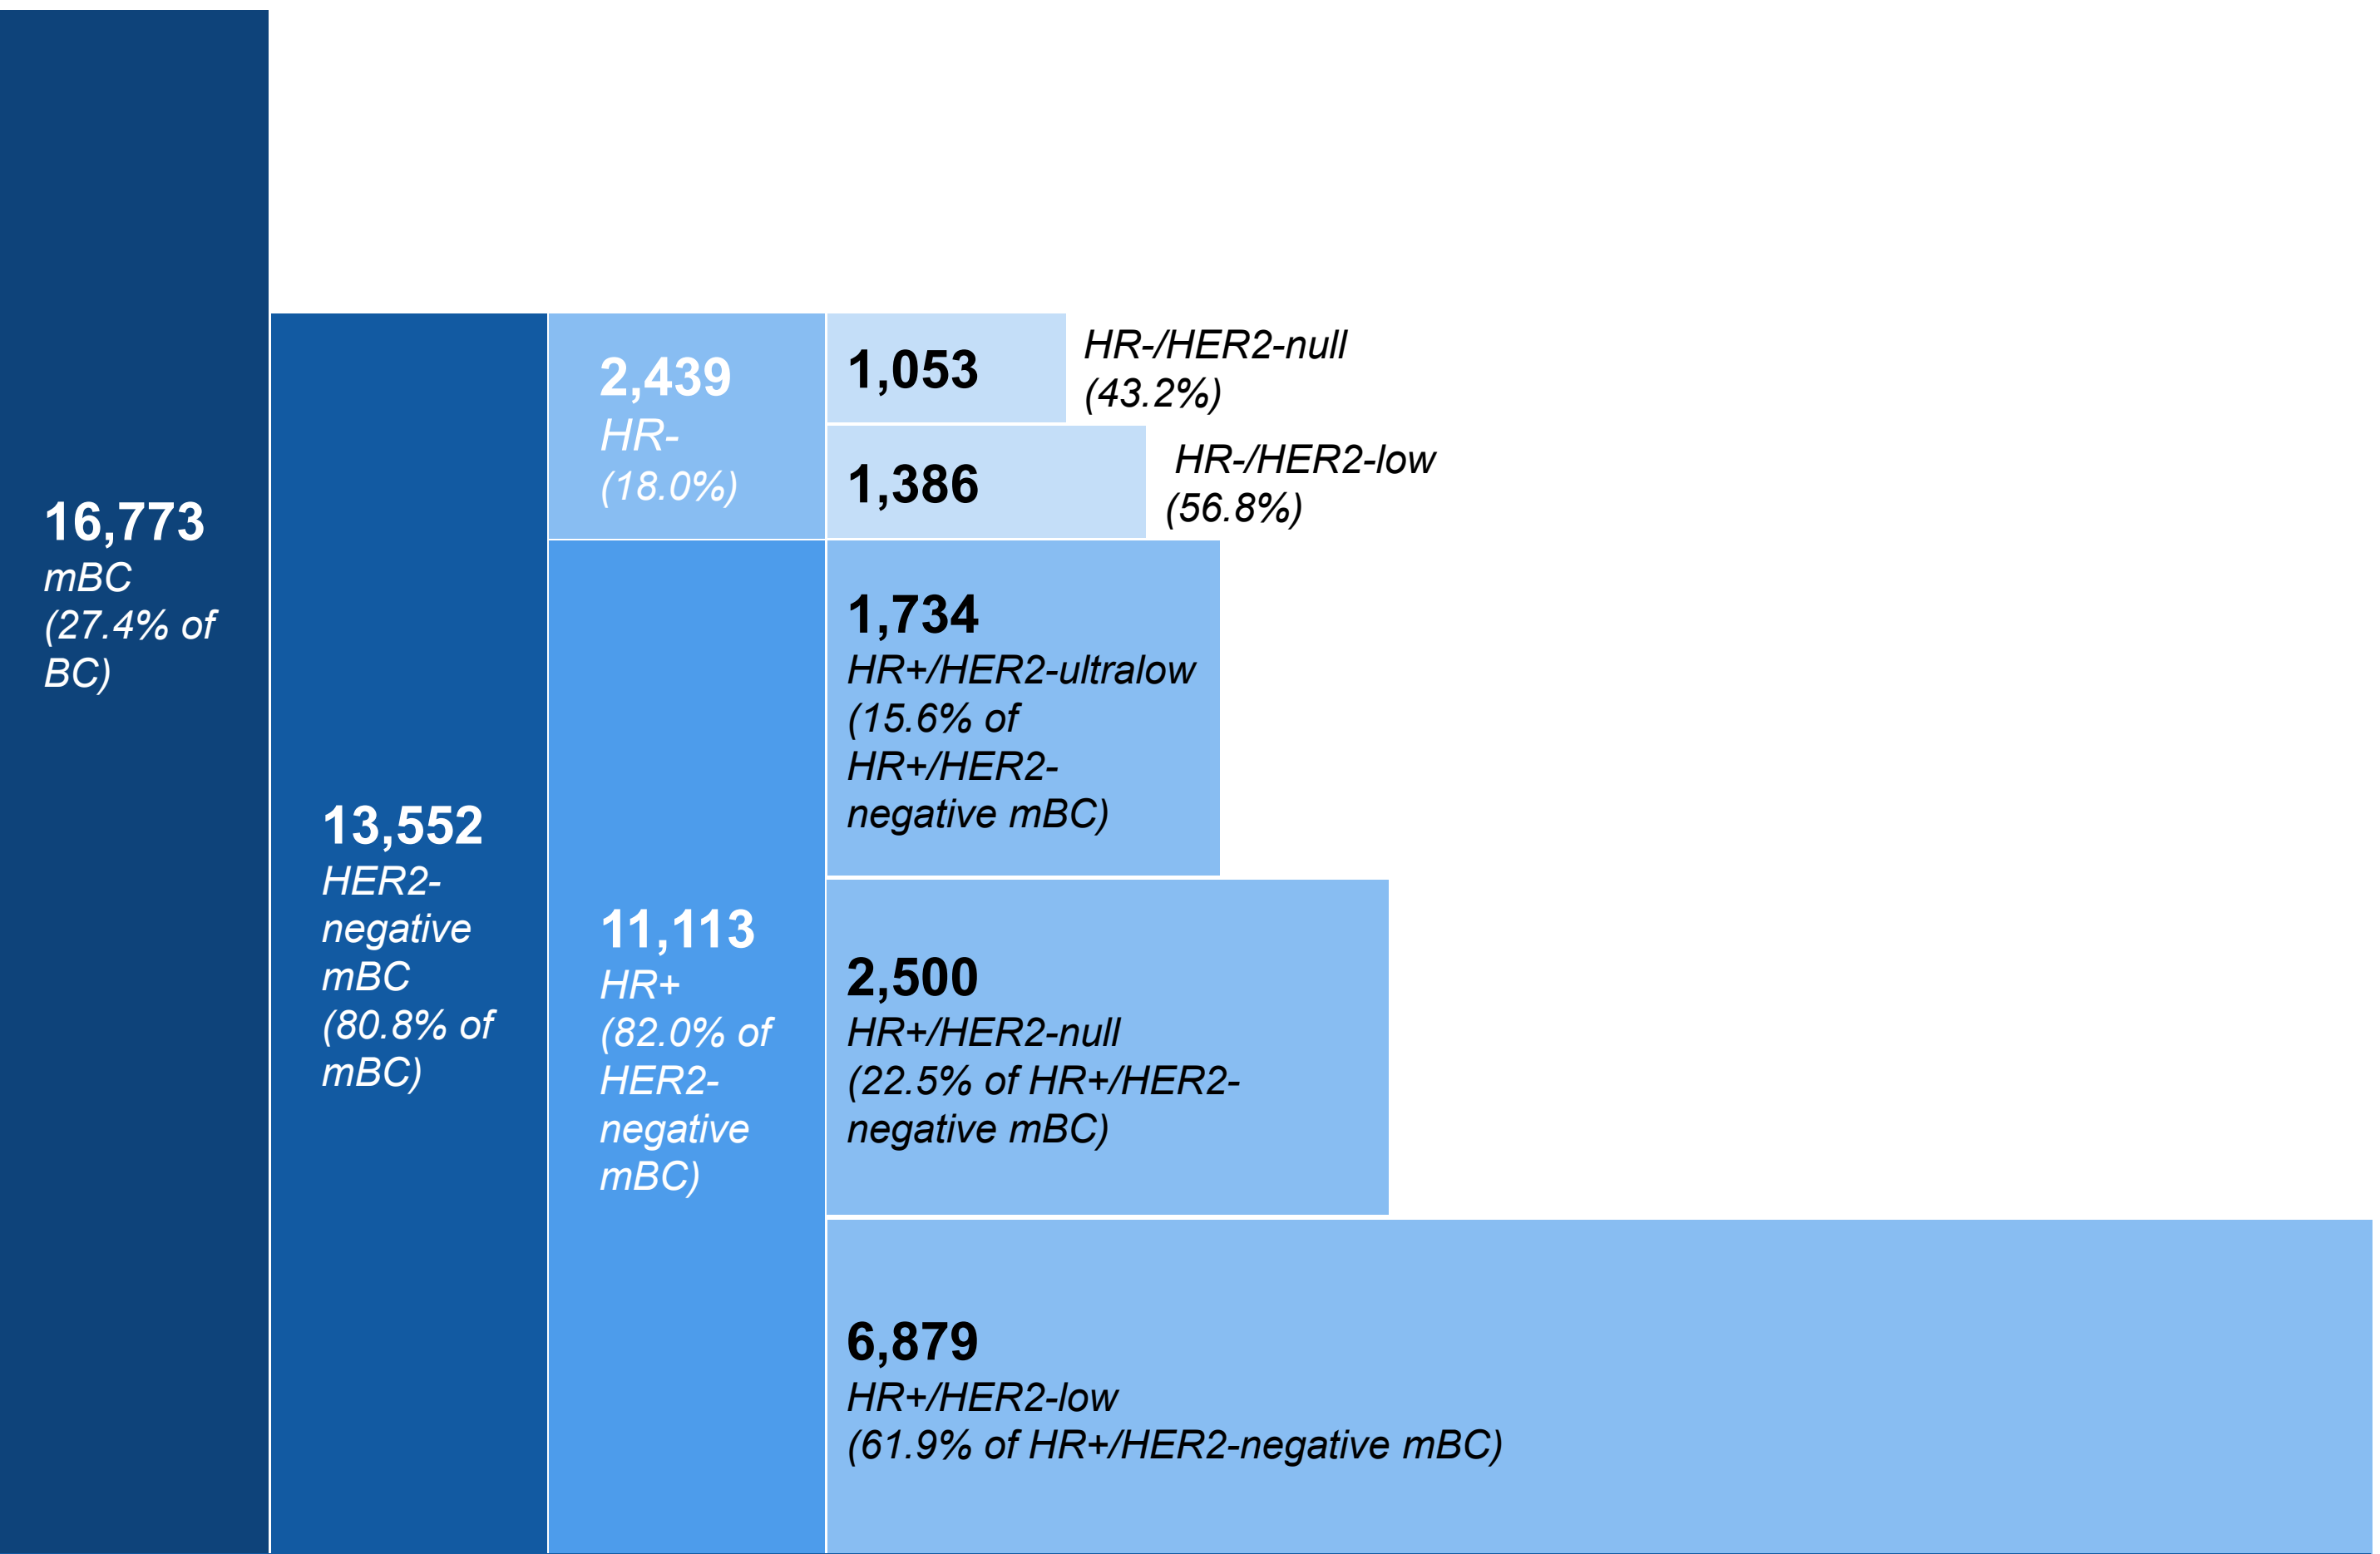 16,773
mBC
(27.4% of
BC)
13,552
HER2-
negative
mBC
(80.8% of
mBC)
2,439
HR-
(18.0%)
11,113
HR+
(82.0% of
HER2-
negative
mBC)
1,053
HR-/HER2-null
(43.2%)
1,386
HR-/HER2-low
(56.8%)
1,734
HR+/HER2-ultralow
(15.6% of
HR+/HER2-
negative mBC)
2,500
HR+/HER2-null
(22.5% of HR+/HER2-
negative mBC)
6,879
HR+/HER2-low
(61.9% of HR+/HER2-negative mBC)